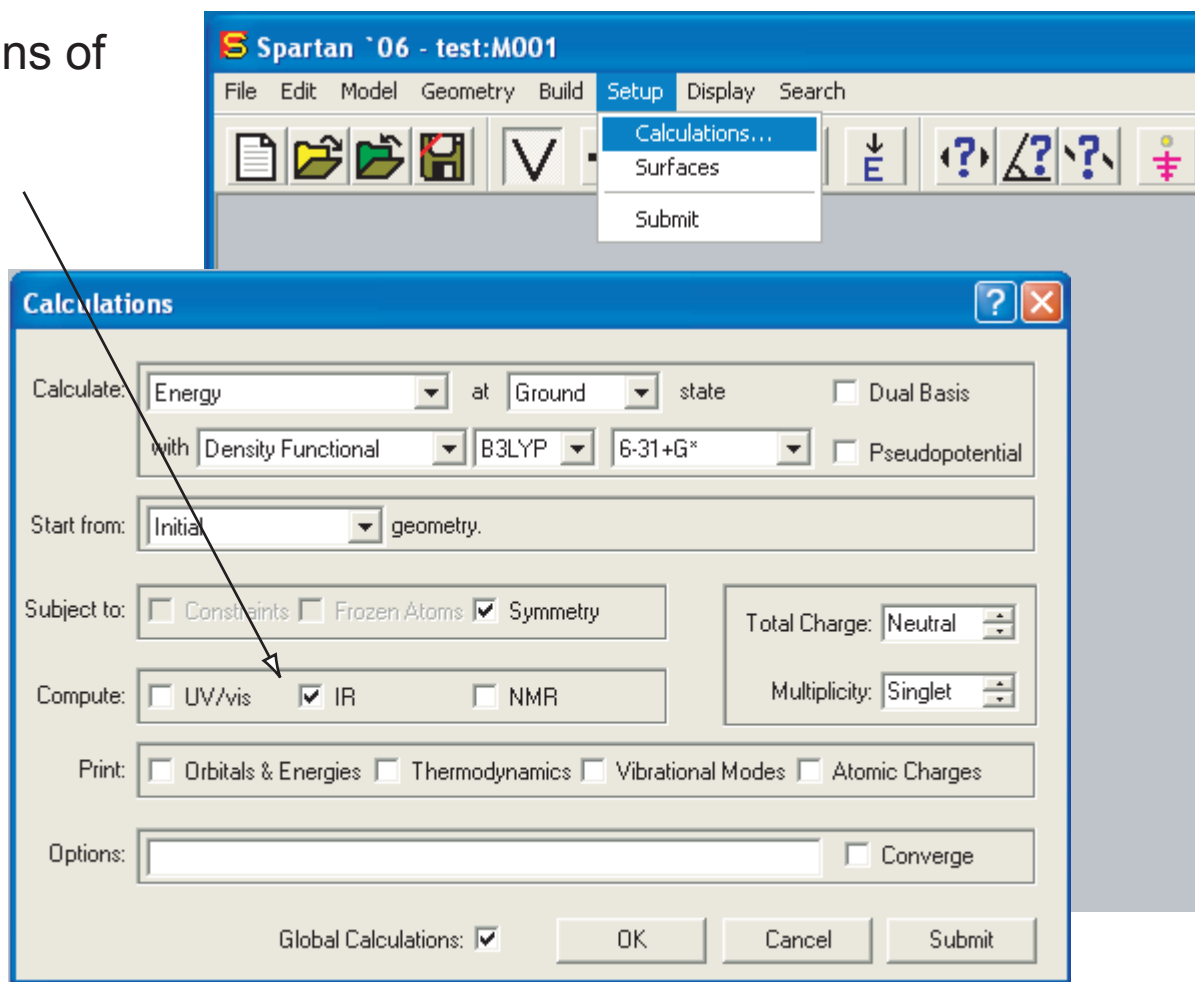 ns of
Spartan `06 - test:M001
File Edit Model Geometry Build Setup Display Search
Calculations...
Surfaces
Submit
E
Calculations
Calculate: Energy at Ground state Dual Basis
with Density Functional B3LYP 6-31+G* Pseudopotential
Start from: Initial geometry.
Subject to: Constraints Frozen Atoms Symmetry
Total Charge: Neutral
Compute: UV/vis IR NMR
Multiplicity: Singlet
Print: Orbitals & Energies Thermodynamics Vibrational Modes Atomic Charges
Options: Converge
Global Calculations: OK Cancel Submit